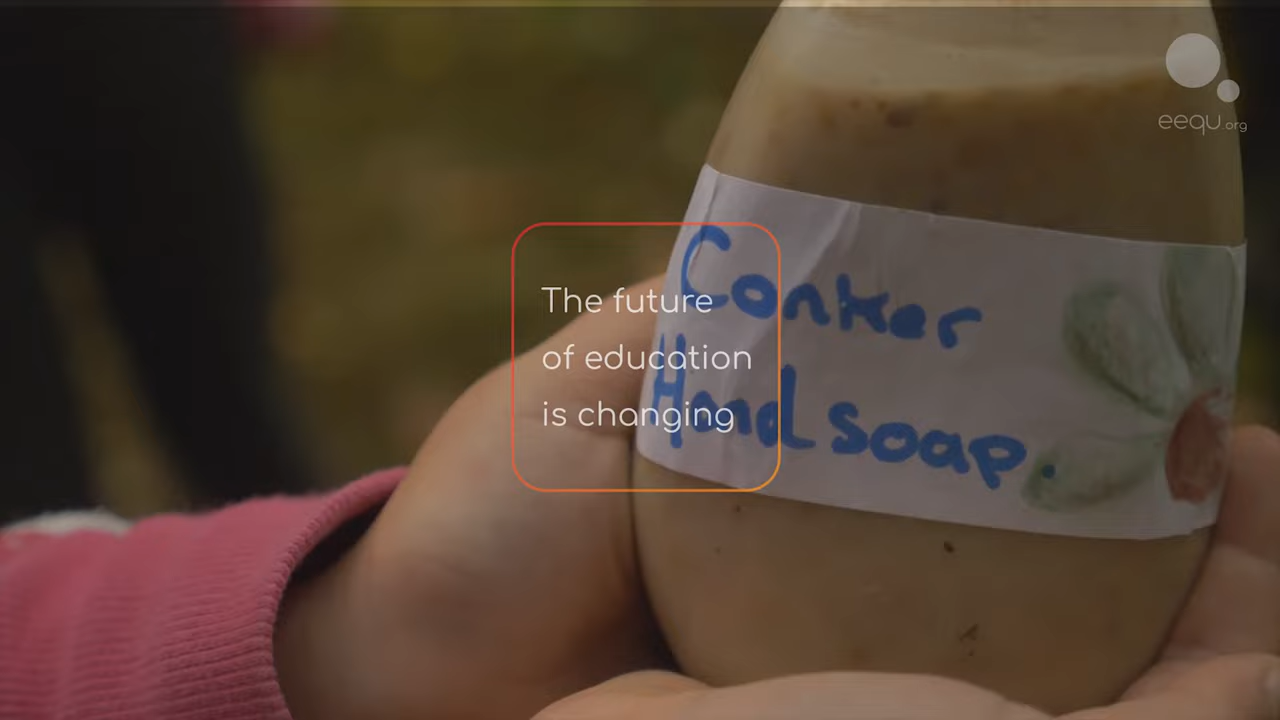 eequ.org
The future
of education
is changing
Conker
Hand soap.